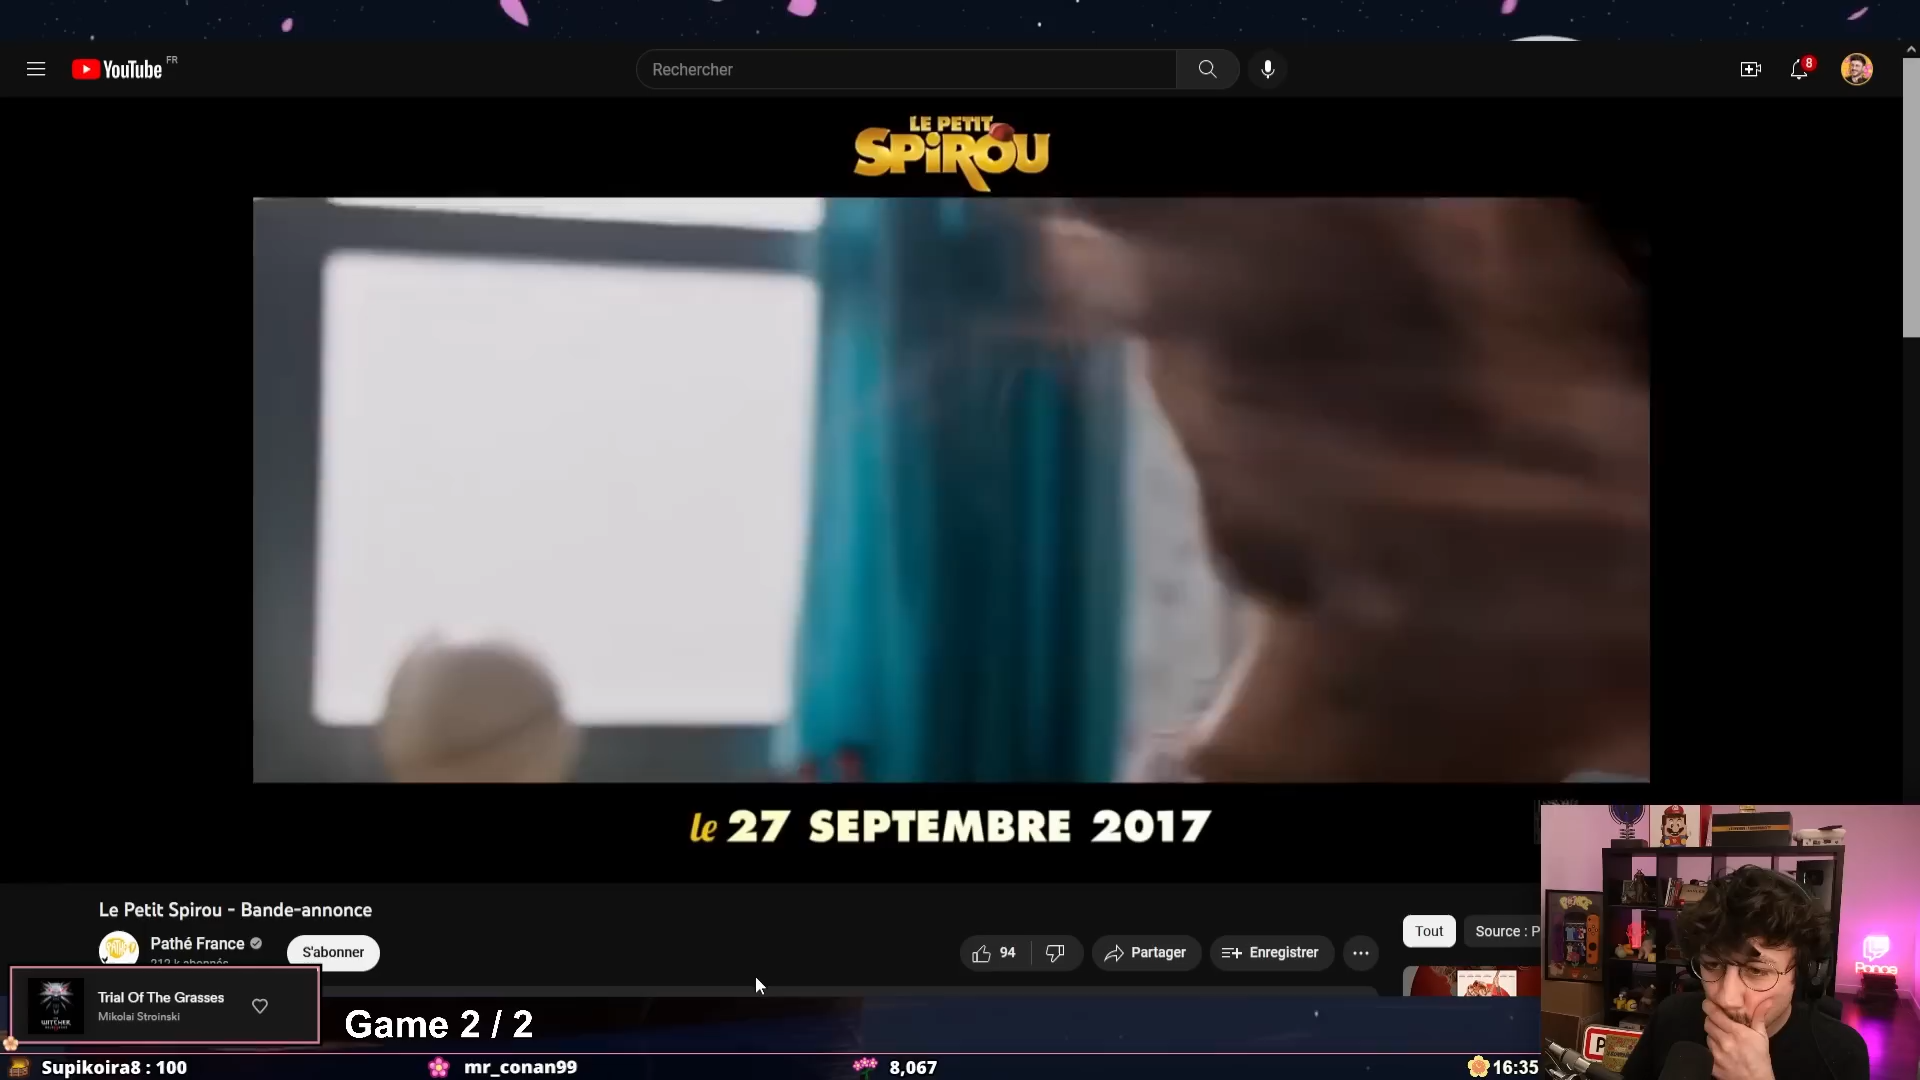 YouTube FR
Rechercher
8
LE PETIT
SPIROU
le 27 SEPTEMBRE 2017
Le Petit Spirou - Bande-annonce
Pathé France
S'abonner
94
Partager
Enregistrer
Tout
Source : P
Trial Of The Grasses
Mikolai Stroinski
WITCHER
Game 2 / 2
Ponce
Supikoira8 : 100
mr_conan99
8,067
16:35